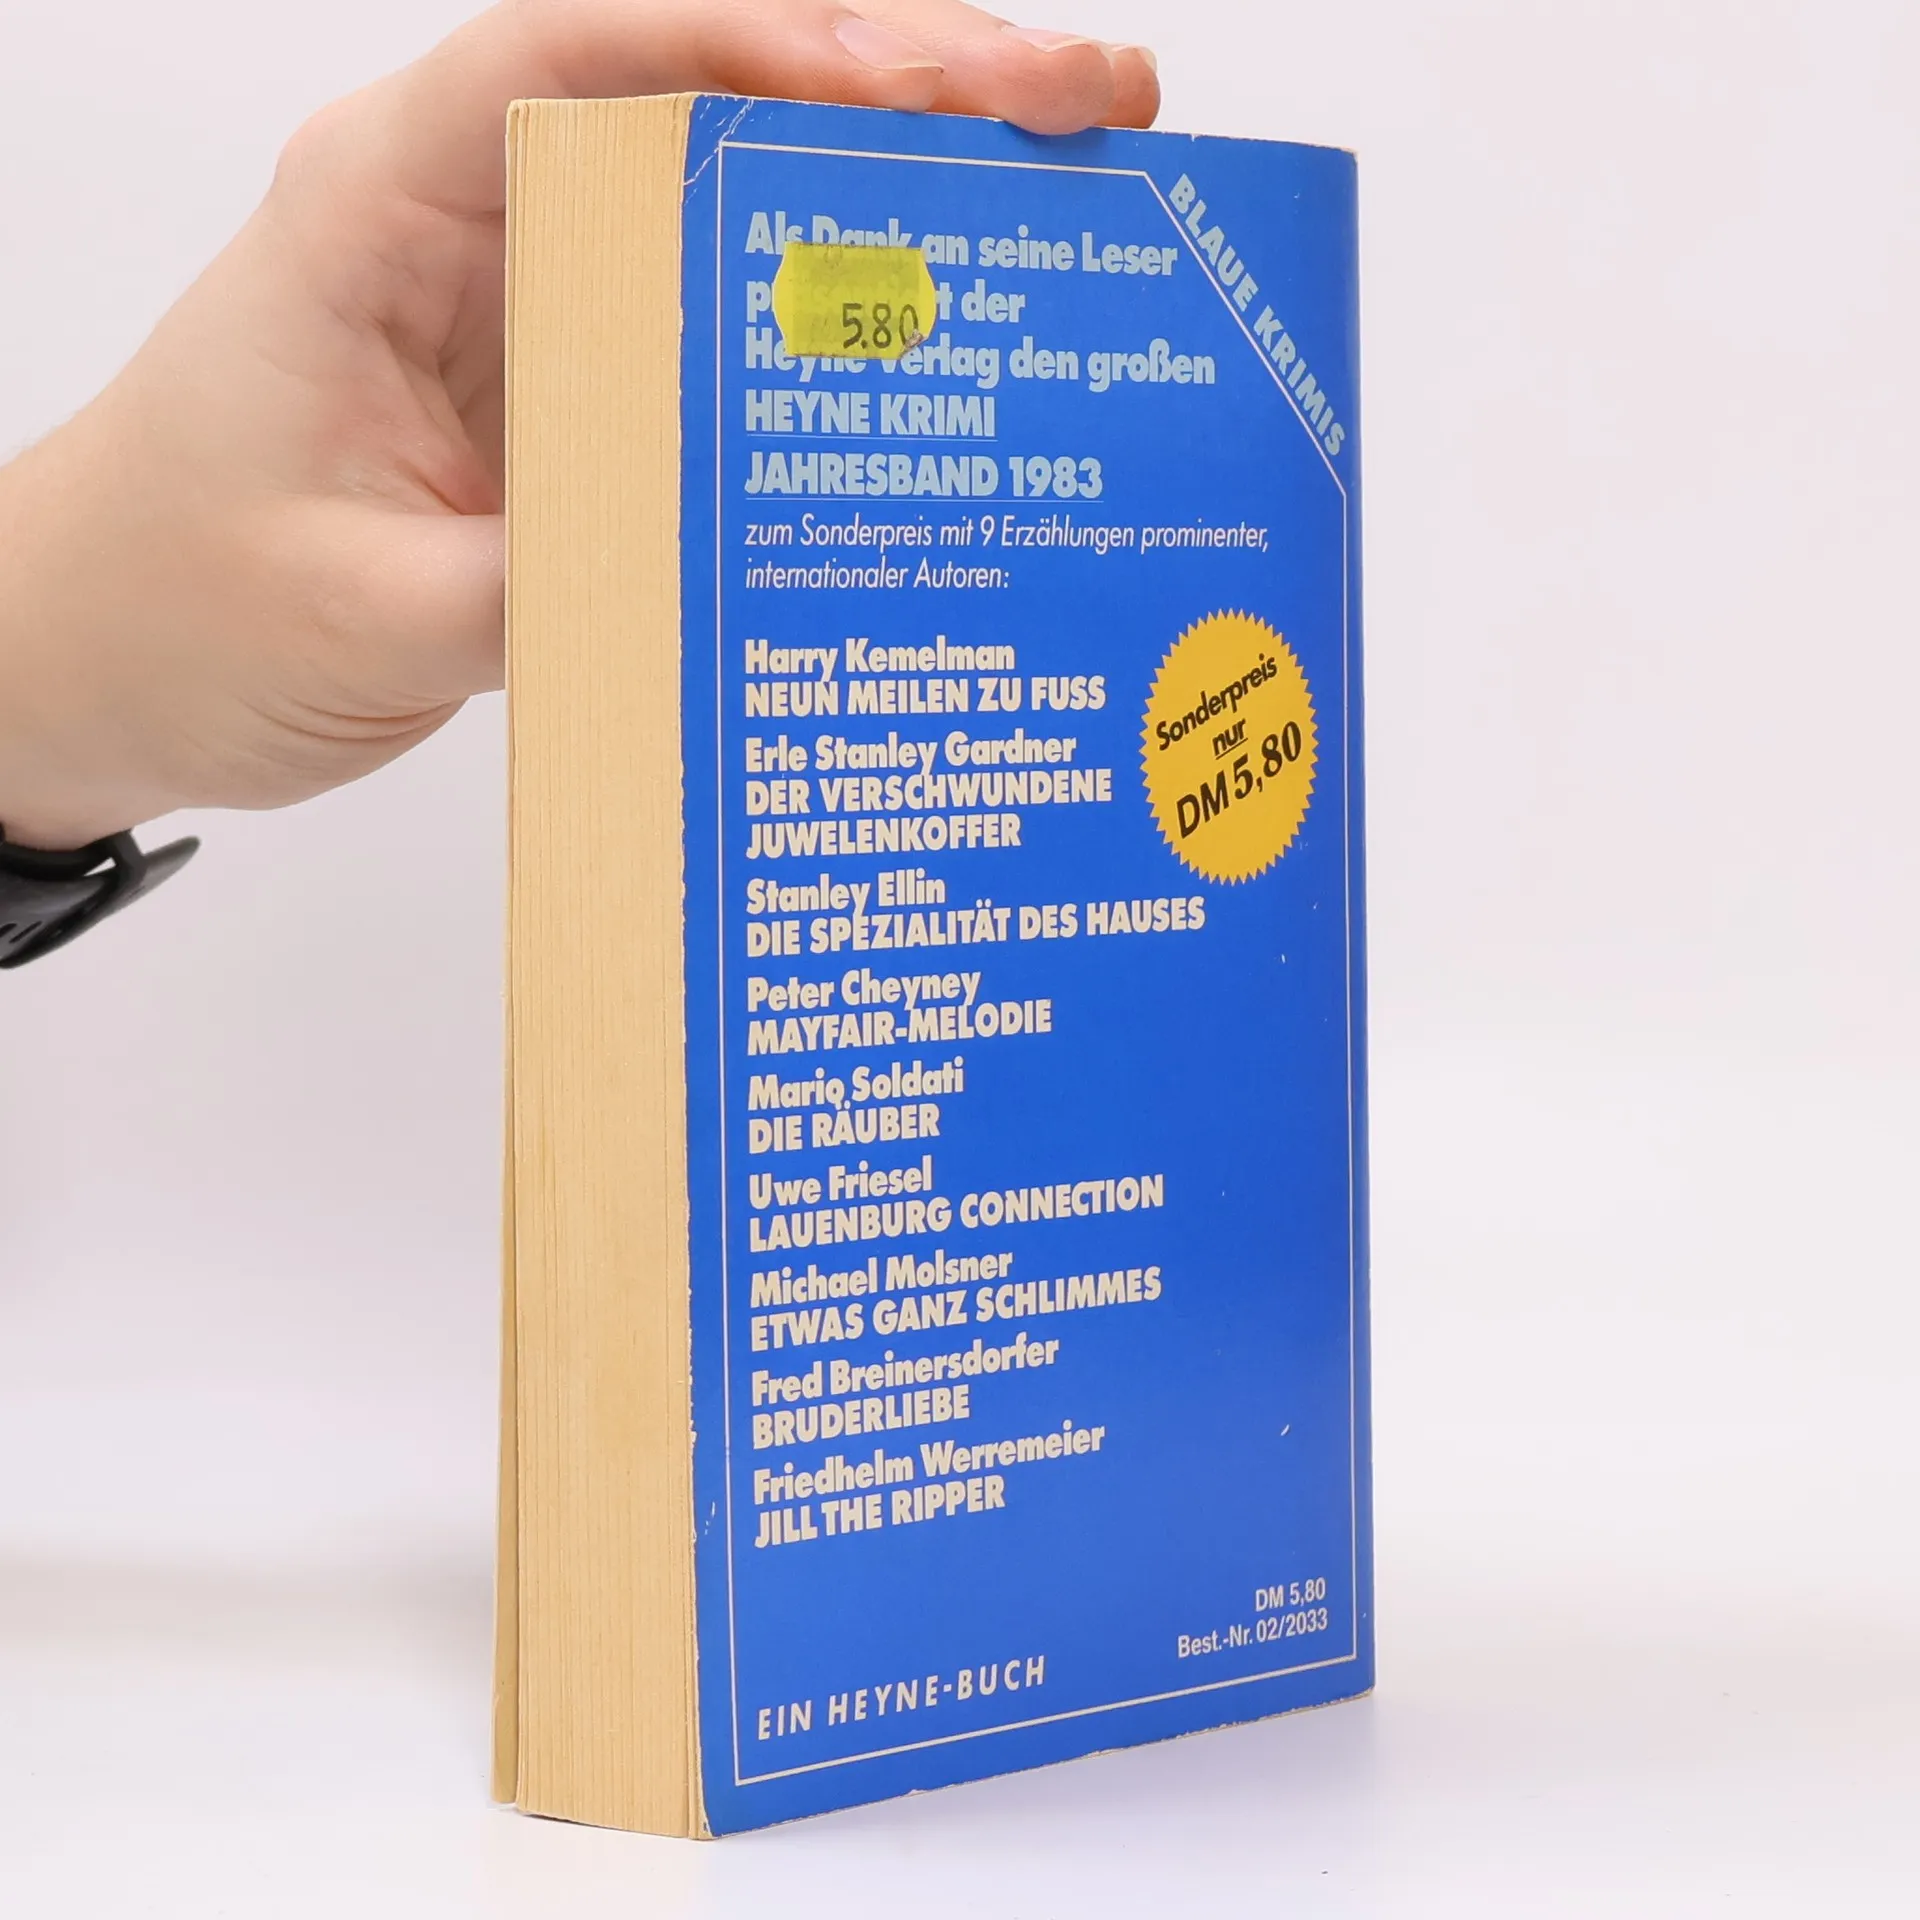 BLAUE KRIMIS
Als Dank an seine Leser
der
Heyne Verlag den großen
HEYNE KRIMI
JAHRESBAND 1983
zum Sonderpreis mit 9 Erzählungen prominenter,
internationaler Autoren:
5.80
Harry Kemelman
NEUN MEILEN ZU FUSS
Erle Stanley Gardner
DER VERSCHWUNDENE
JUWELENKOFFER
Stanley Ellin
DIE SPEZIALITÄT DES HAUSES
Peter Cheyney
MAYFAIR-MELODIE
Mario Soldati
DIE RÄUBER
Uwe Friesel
LAUENBURG CONNECTION
Michael Molsner
ETWAS GANZ SCHLIMMES
Fred Breinersdorfer
BRUDERLIEBE
Friedhelm Werremeier
JILL THE RIPPER
Sonderpreis
nur
DM 5,80
DM 5,80
Best.-Nr. 02/2033
EIN HEYNE-BUCH